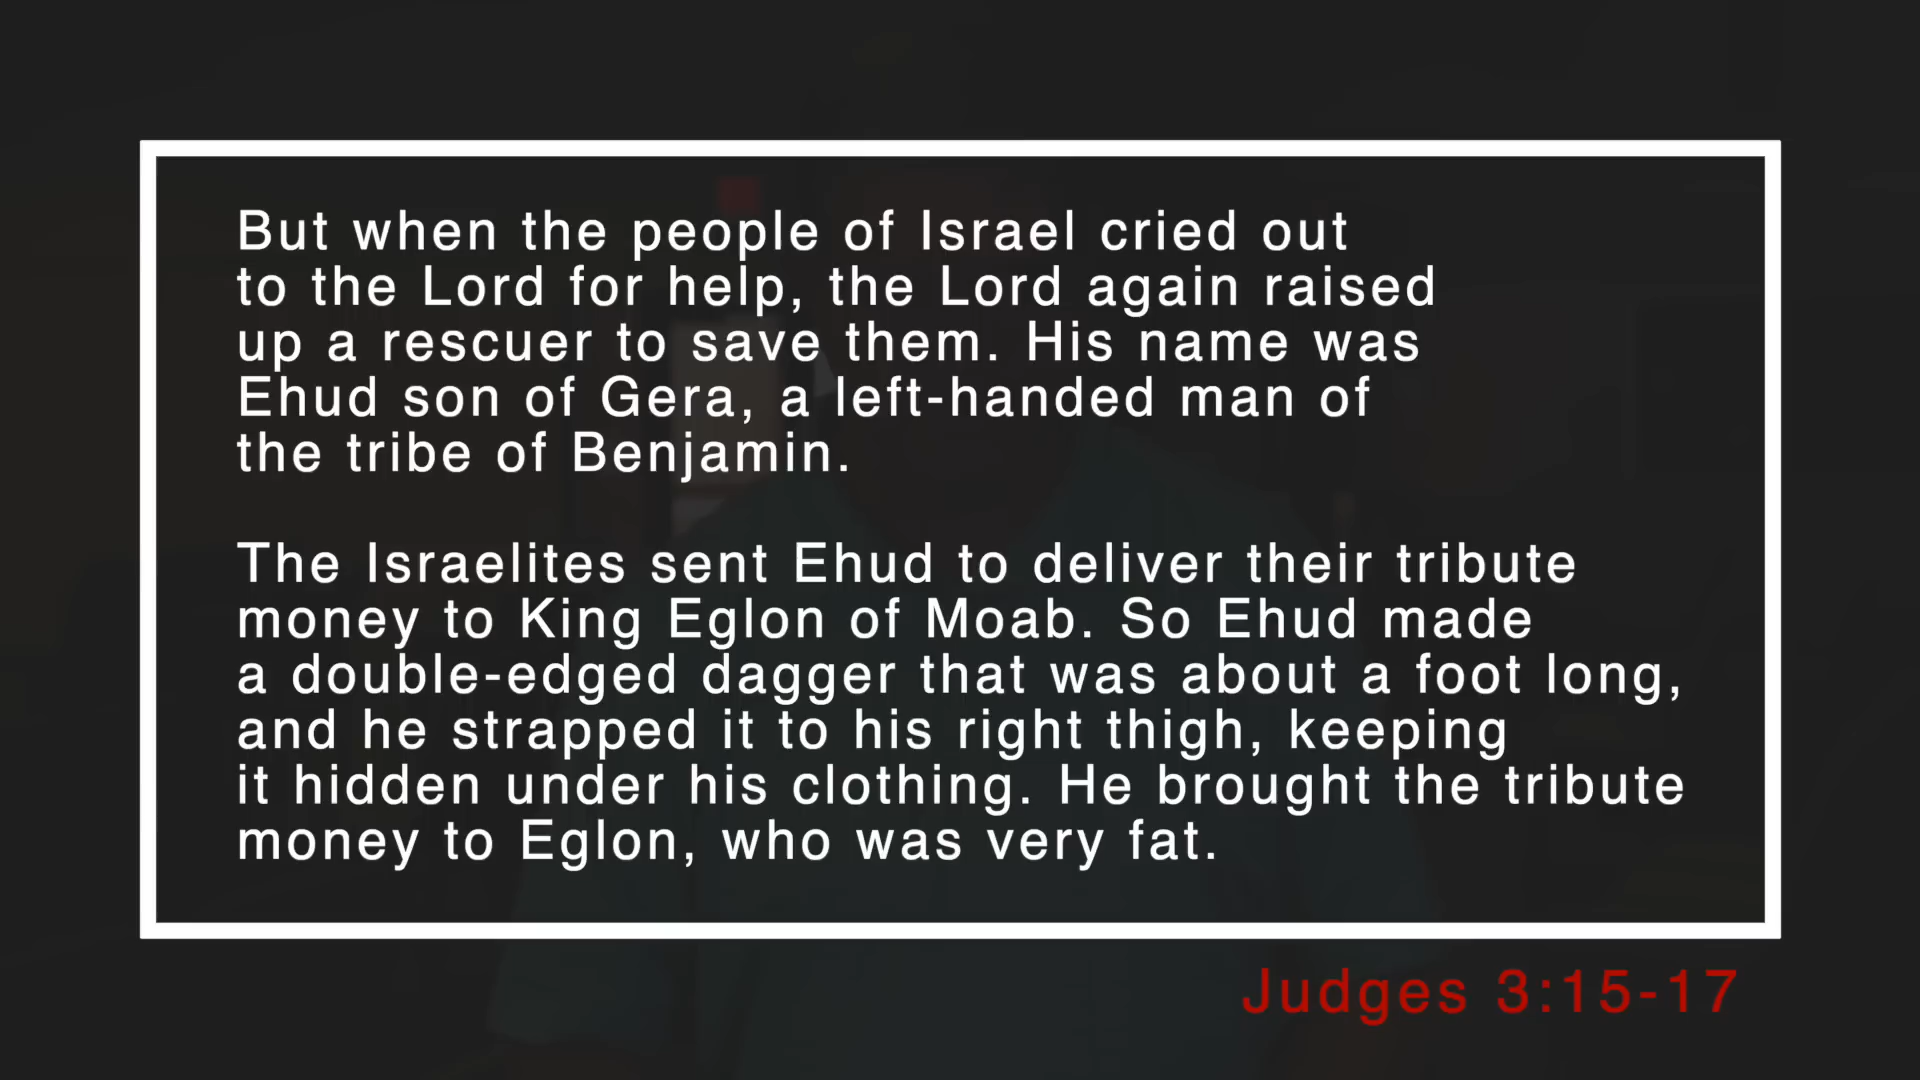 But when the people of Israel cried out
to the Lord for help, the Lord again raised
up a rescuer to save them. His name was
Ehud son of Gera, a left-handed man of
the tribe of Benjamin.
The Israelites sent Ehud to deliver their tribute
money to King Eglon of Moab. So Ehud made
a double-edged dagger that was about a foot long,
and he strapped it to his right thigh, keeping
it hidden under his clothing. He brought the tribute
money to Eglon, who was very fat.
Judges 3:15-17